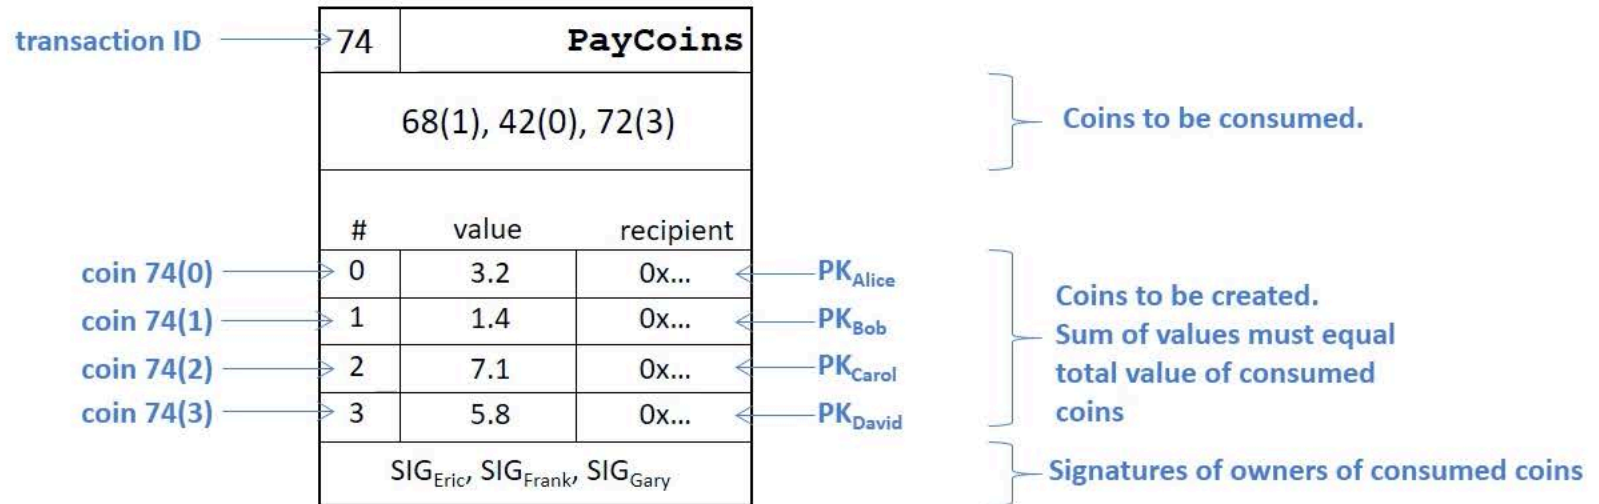 transaction ID 74 PayCoins
68(1), 42(0), 72(3) Coins to be consumed.
# value recipient
coin 74(0) 0 3.2 0x... PKAlice
coin 74(1) 1 1.4 0x... PKBob
coin 74(2) 2 7.1 0x... PKCarol
coin 74(3) 3 5.8 0x... PKDavid
Coins to be created.
Sum of values must equal
total value of consumed
coins
SIGEric, SIGFrank, SIGGary Signatures of owners of consumed coins